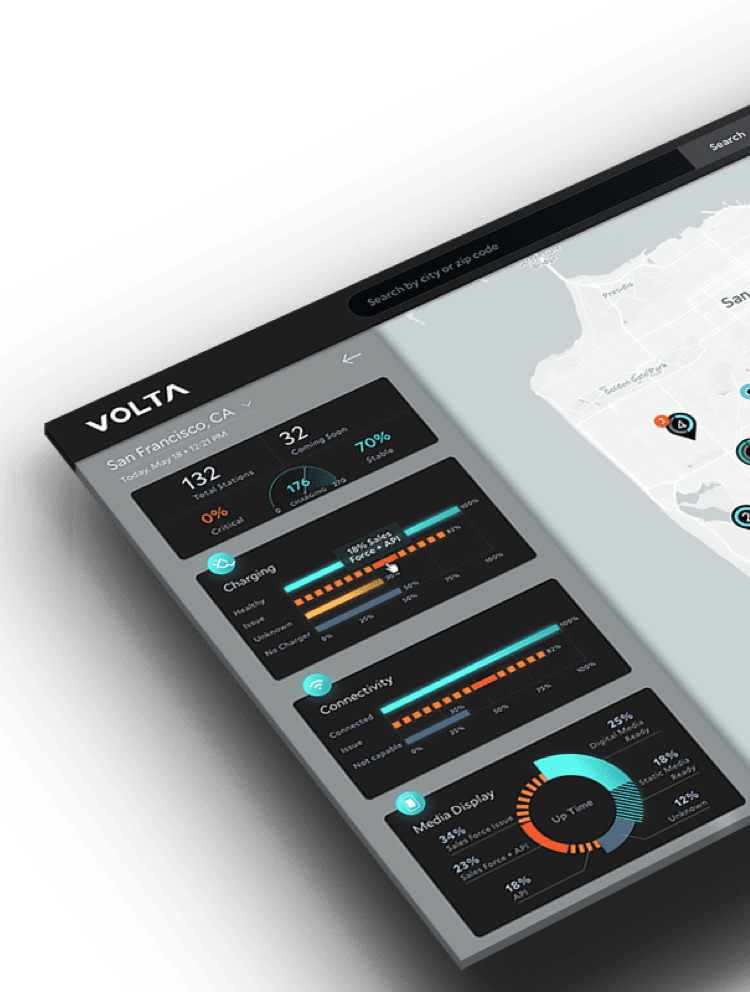 Search
Search by city or zip code
VOLTA
San Francisco, CA
Today, May 18 • 12:21 PM
132
Total Stations
32
Coming Soon
0%
Critical
176
CHARGING
0
270
70%
Stable
Charging
Healthy
100%
Issue
82%
Unknown
30%
No Charger
50%
18% Sales
Force + API
0%
25%
50%
75%
100%
Connectivity
Connected
100%
Issue
82%
Not capable
30%
0%
25%
50%
75%
100%
Media Display
Up Time
25%
Digital Media
Ready
18%
Static Media
Ready
12%
Unknown
34%
Sales force Issue
23%
Sales Force + API
18%
API
Presidio
San
Golden Gate Park
4
2